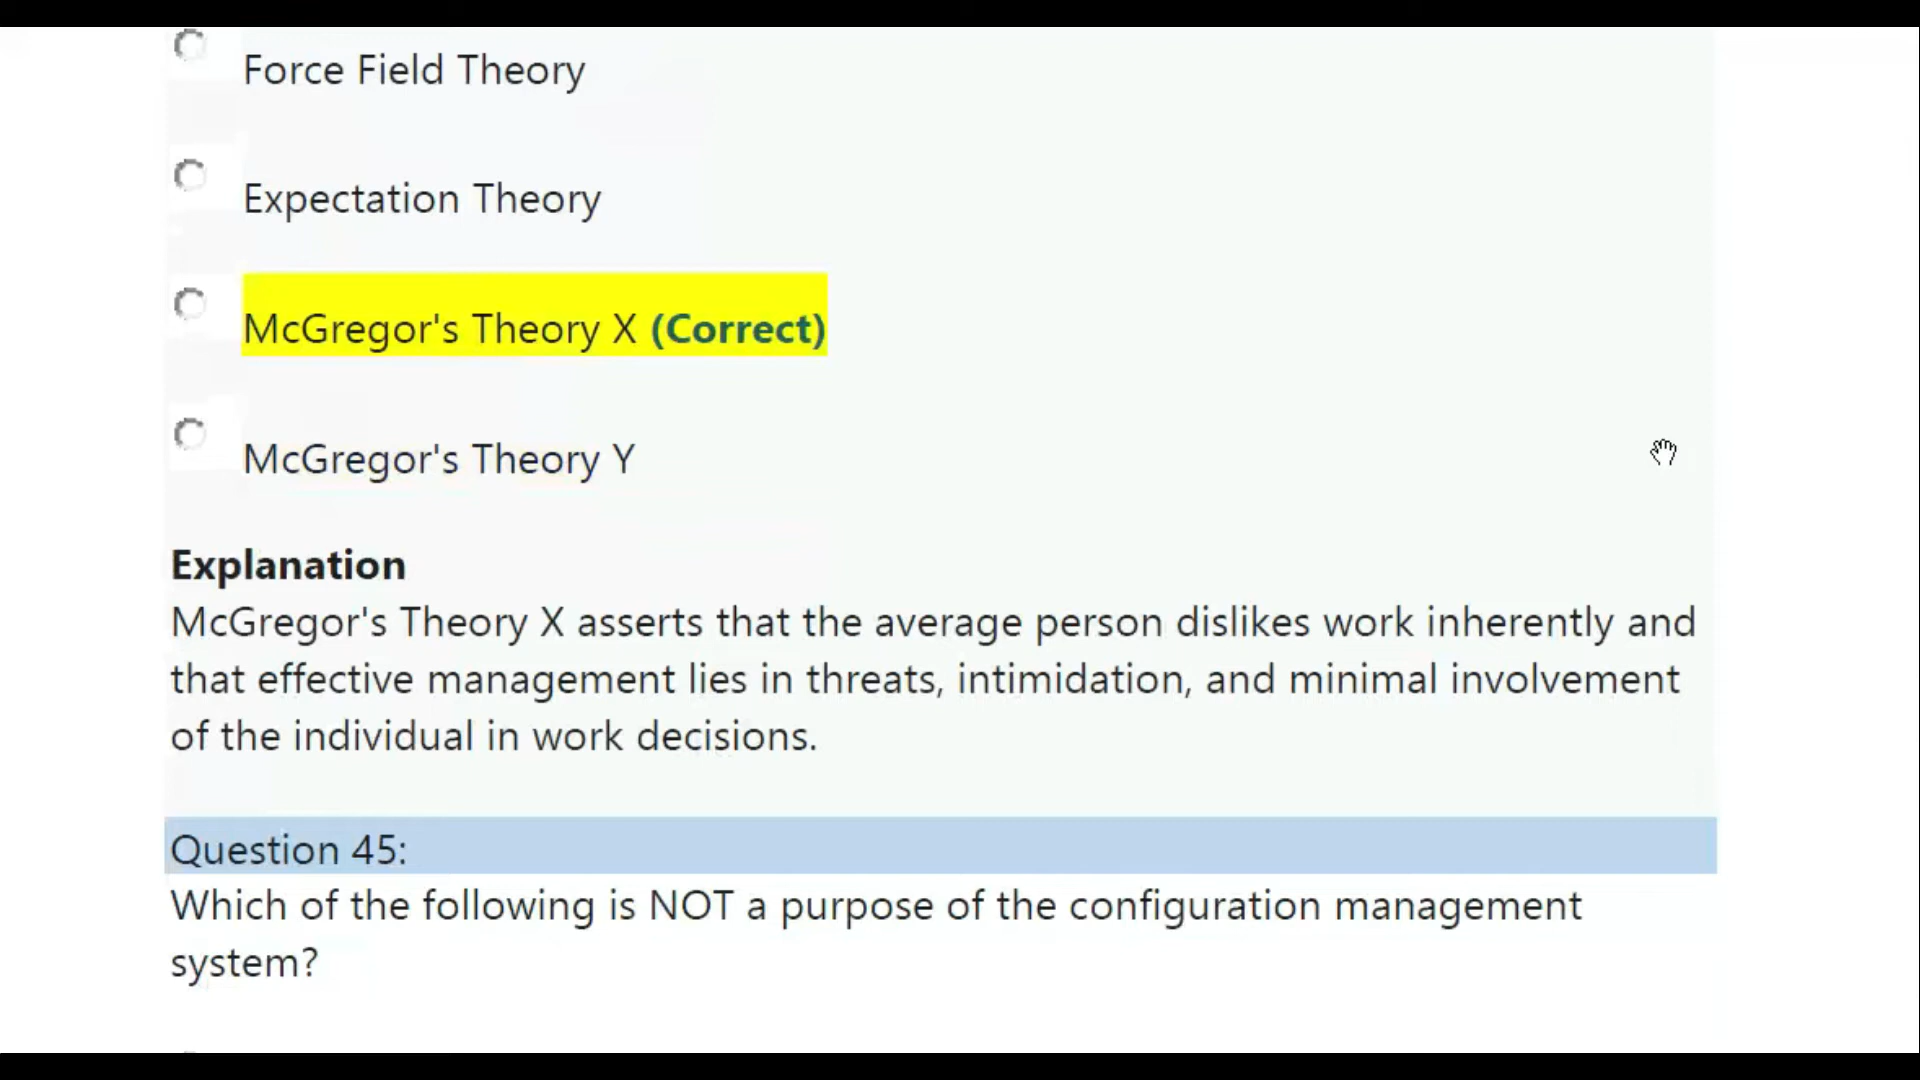 Force Field Theory
Expectation Theory
McGregor's Theory X (Correct)
McGregor's Theory Y
Explanation
McGregor's Theory X asserts that the average person dislikes work inherently and
that effective management lies in threats, intimidation, and minimal involvement
of the individual in work decisions.
Question 45:
Which of the following is NOT a purpose of the configuration management
system?